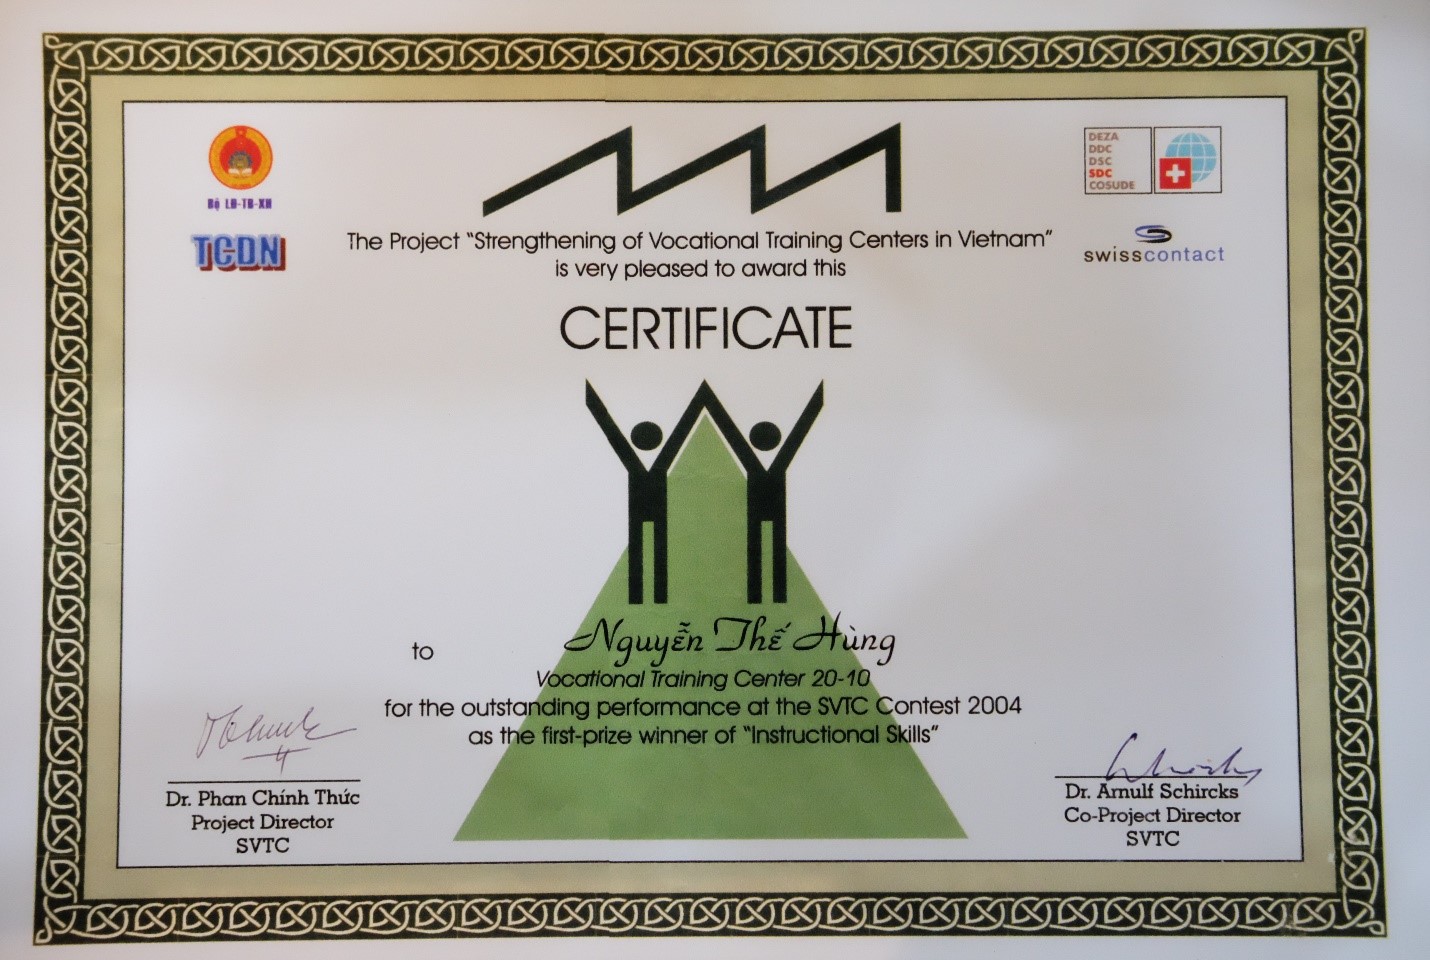 Bộ LĐ-TB-XH
TCDN
DEZA
DDC
DSC
SDC
COSUDE
swisscontact
The Project "Strengthening of Vocational Training Centers in Vietnam"
is very pleased to award this
CERTIFICATE
to Nguyễn Thế Hùng
Vocational Training Center 20-10
for the outstanding performance at the SVTC Contest 2004
as the first-prize winner of "Instructional Skills"
Dr. Phan Chính Thức
Project Director
SVTC
Dr. Arnulf Schircks
Co-Project Director
SVTC